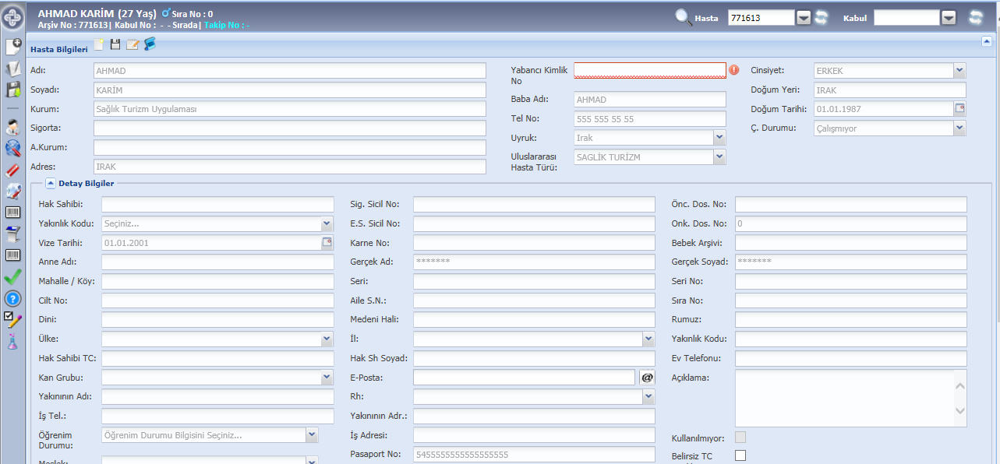 AHMAD KARİM (27 Yaş) Sıra No : 0
Arşiv No : 771613| Kabul No : - - Sırada| Takip No : -
Hasta 771613 Kabul
Hasta Bilgileri
Adı: AHMAD Yabancı Kimlik No Cinsiyet: ERKEK
Soyadı: KARİM Baba Adı: AHMAD Doğum Yeri: IRAK
Kurum: Sağlık Turizm Uygulaması Tel No: 555 555 55 55 Doğum Tarihi: 01.01.1987
Sigorta: Uyruk: Irak Ç. Durumu: Çalışmıyor
A.Kurum: Uluslararası Hasta Türü: SAGLİK TURİZM
Adres: IRAK
Detay Bilgiler
Hak Sahibi: Sig. Sicil No: Önc. Dos. No:
Yakınlık Kodu: Seçiniz... E.S. Sicil No: Onk. Dos. No: 0
Vize Tarihi: 01.01.2001 Karne No: Bebek Arşivi:
Anne Adı: Gerçek Ad: ******* Gerçek Soyad: *******
Mahalle / Köy: Seri: Seri No:
Cilt No: Aile S.N.: Sıra No:
Dini: Medeni Hali: Rumuz:
Ülke: İl: Yakınlık Kodu:
Hak Sahibi TC: Hak Sh Soyad: Ev Telefonu:
Kan Grubu: E-Posta: @ Açıklama:
Yakınının Adı: Rh:
İş Tel.: Yakınının Adr.:
Öğrenim Durumu: Öğrenim Durumu Bilgisini Seçiniz... İş Adresi: Kullanılmıyor:
Pasaport No: 5455555555555555555 Belirsiz TC
Meslek: